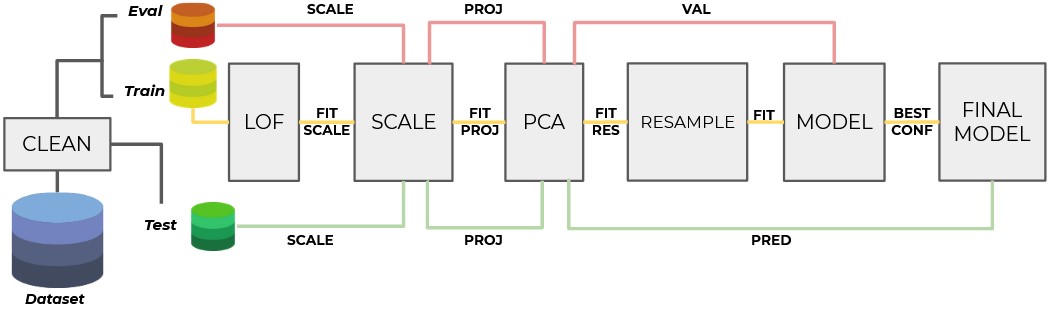 Eval
SCALE
PROJ
VAL
Train
CLEAN
LOF
FIT
SCALE
SCALE
FIT
PROJ
PCA
FIT
RES
RESAMPLE
FIT
MODEL
BEST
CONF
FINAL
MODEL
Test
SCALE
PROJ
PRED
Dataset